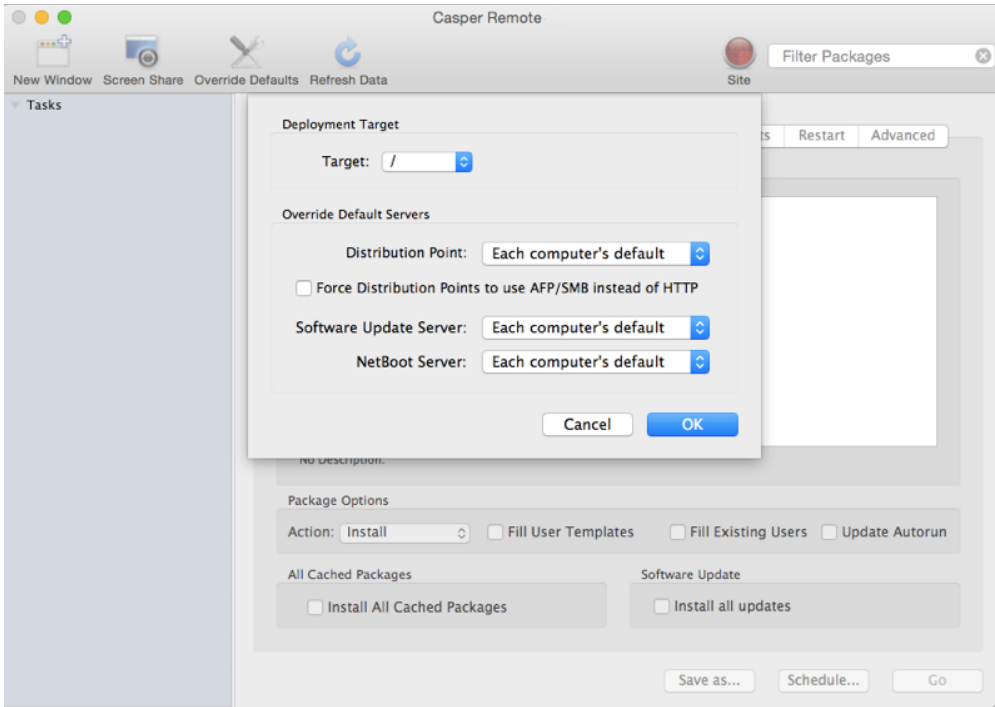 Casper Remote
New Window Screen Share Override Defaults Refresh Data Site Filter Packages
Tasks
Deployment Target
Target: /
Restart Advanced
Override Default Servers
Distribution Point: Each computer's default
Force Distribution Points to use AFP/SMB instead of HTTP
Software Update Server: Each computer's default
NetBoot Server: Each computer's default
Cancel OK
No Description.
Package Options
Action: Install Fill User Templates Fill Existing Users Update Autorun
All Cached Packages Software Update
Install All Cached Packages Install all updates
Save as... Schedule... Go